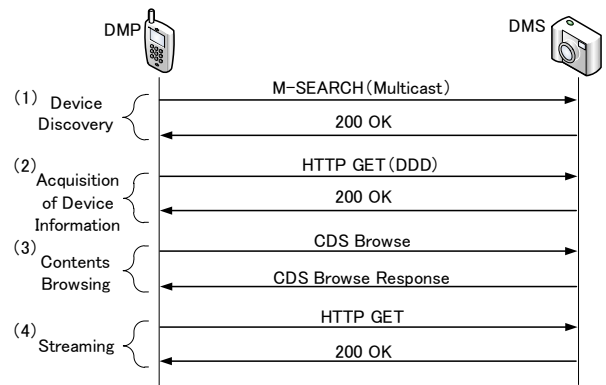 DMP
DMS
(1) Device
Discovery
M-SEARCH(Multicast)
200 OK
(2)
Acquisition
of Device
Information
HTTP GET(DDD)
200 OK
(3)
Contents
Browsing
CDS Browse
CDS Browse Response
(4)
Streaming
HTTP GET
200 OK